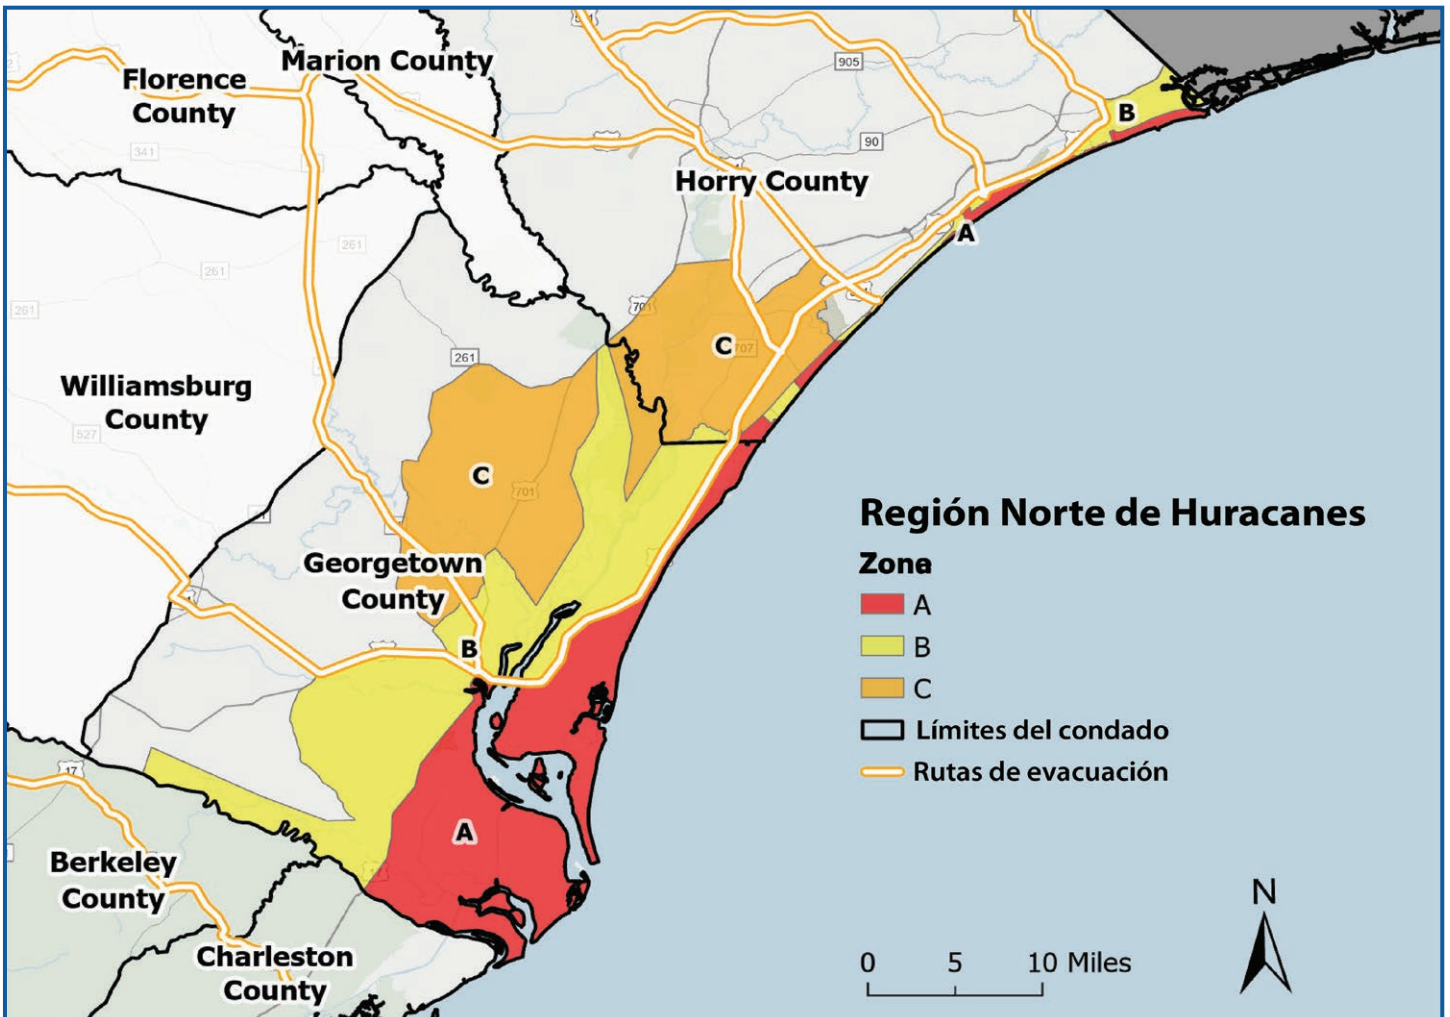 Marion County
Florence
County
905
B
341
90
Horry County
A
261
261
261
701
C
707
261
Williamsburg
County
527
C
701
Región Norte de Huracanes
Zona
A
B
C
Límites del condado
Rutas de evacuación
Georgetown
County
B
17
A
Berkeley
County
Charleston
County
N
0 5 10 Miles